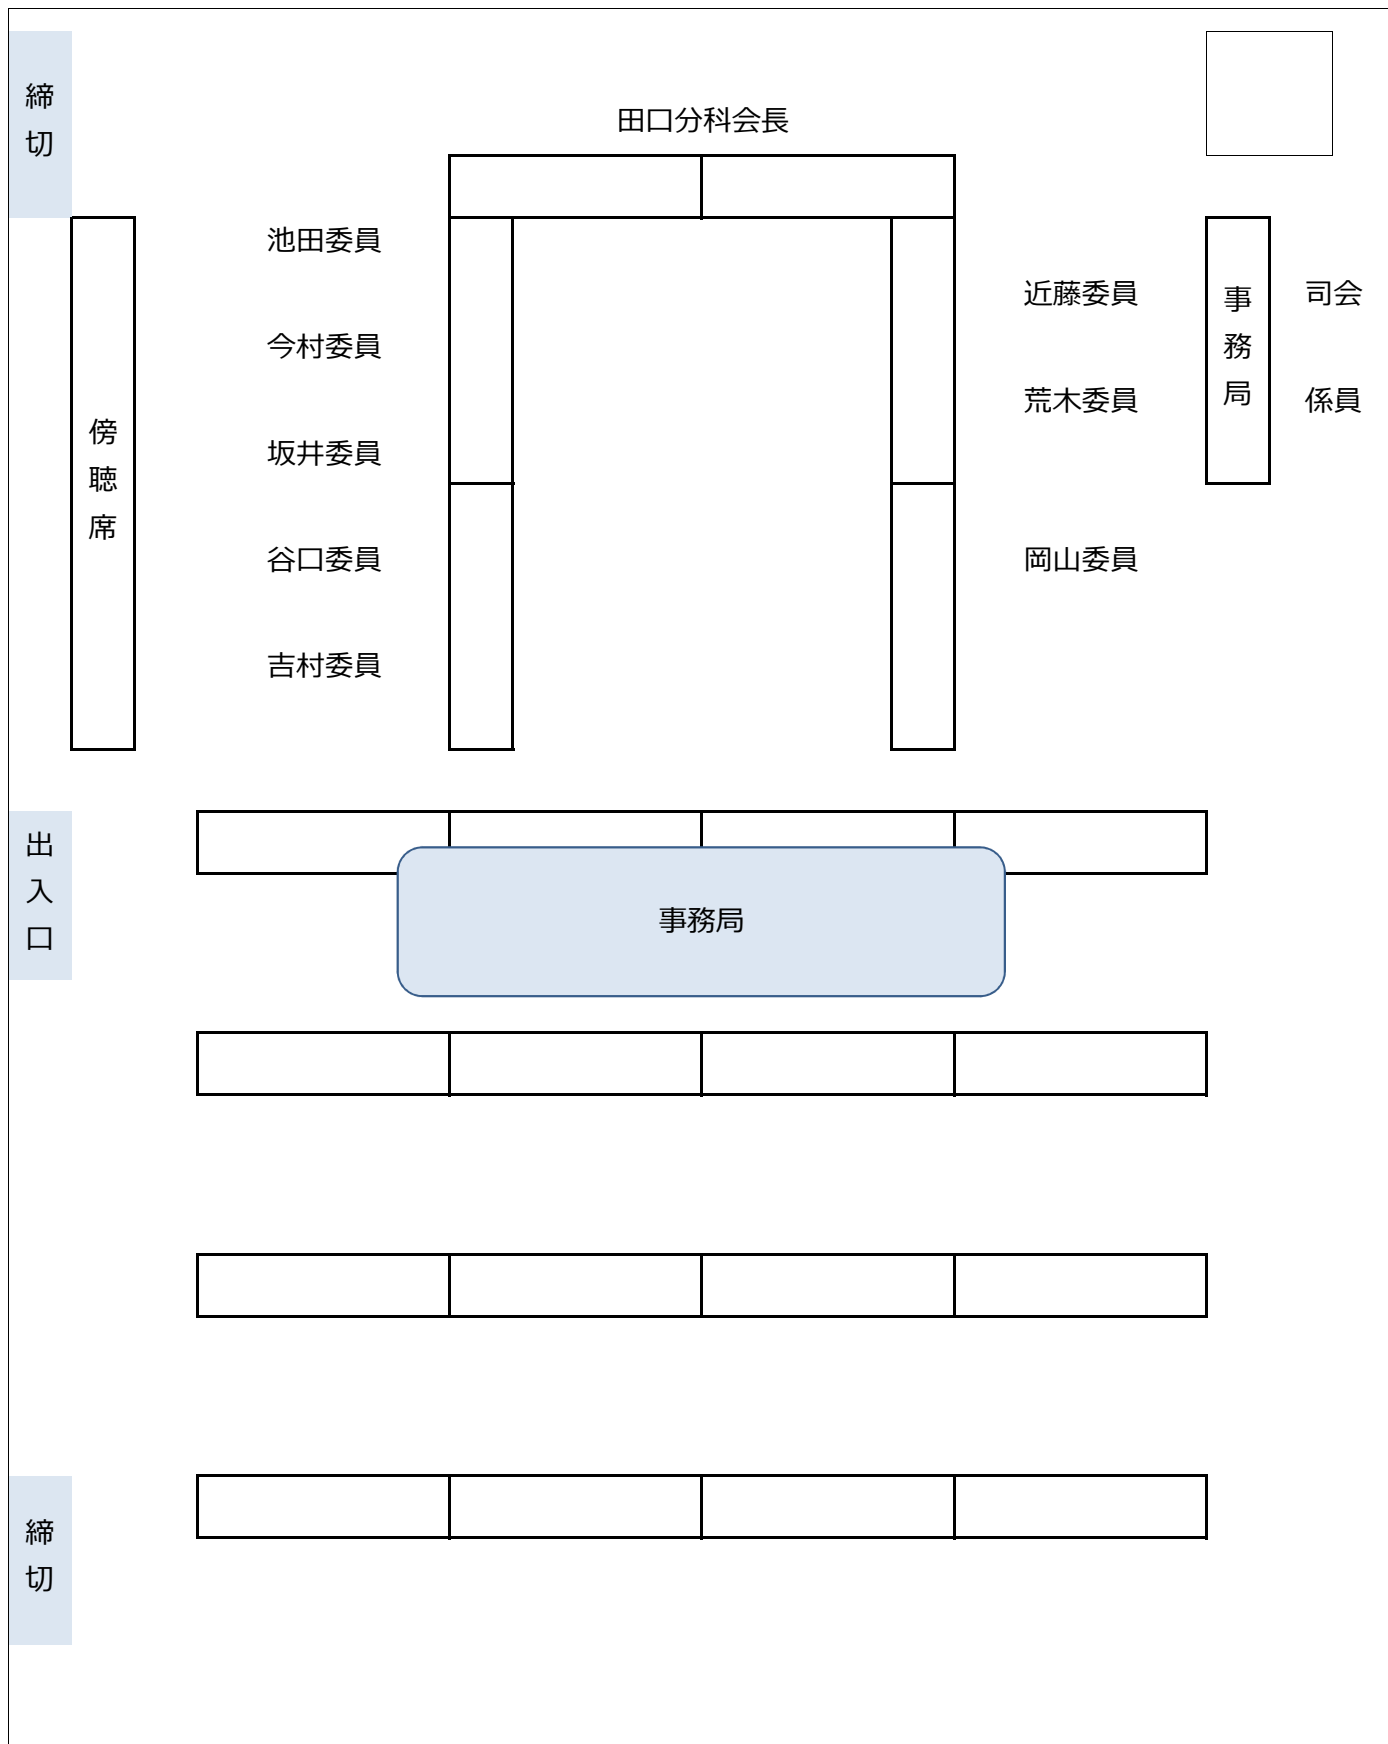 締切
田口分科会長
池田委員
近藤委員
事務局
司会
今村委員
荒木委員
係員
坂井委員
傍聴席
谷口委員
岡山委員
吉村委員
出入口
事務局
締切